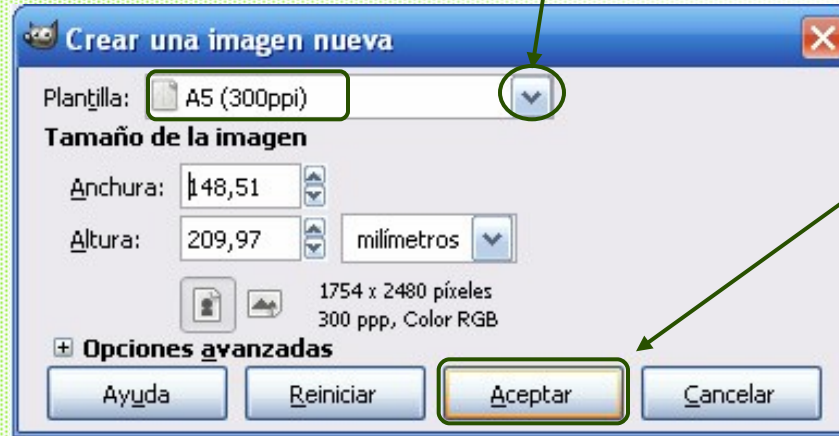 Crear una imagen nueva
Plantilla: A5 (300ppi)
Tamaño de la imagen
Anchura: 148,51
Altura: 209,97 milímetros
1754 x 2480 píxeles
300 ppp, Color RGB
Opciones avanzadas
Ayuda Reiniciar Aceptar Cancelar